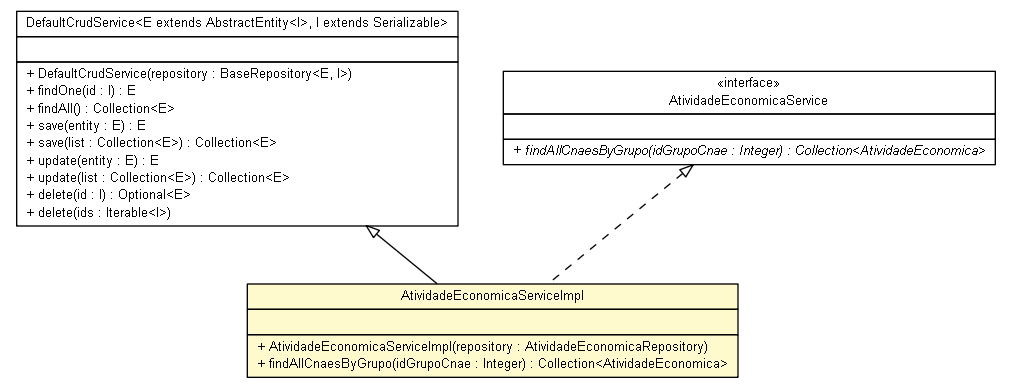 DefaultCrudService<E extends AbstractEntity<I>, I extends Serializable>
+ DefaultCrudService(repository : BaseRepository<E, I>)
+ findOne(id : I) : E
+ findAll() : Collection<E>
+ save(entity : E) : E
+ save(list : Collection<E>) : Collection<E>
+ update(entity : E) : E
+ update(list : Collection<E>) : Collection<E>
+ delete(id : I) : Optional<E>
+ delete(ids : Iterable<I>)
«interface»
AtividadeEconomicaService
+ findAllCnaesByGrupo(idGrupoCnae : Integer) : Collection<AtividadeEconomica>
AtividadeEconomicaServiceImpl
+ AtividadeEconomicaServiceImpl(repository : AtividadeEconomicaRepository)
+ findAllCnaesByGrupo(idGrupoCnae : Integer) : Collection<AtividadeEconomica>